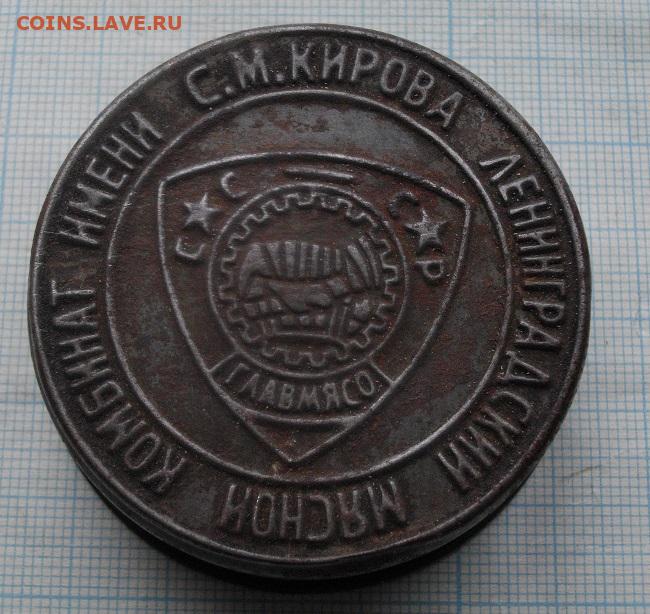 COINS.LAVE.RU
ЛЕНИНГРАДСКИЙ МЯСНОЙ КОМБИНАТ ИМЕНИ С.М.КИРОВА
С С С Р
ГЛАВМЯСО